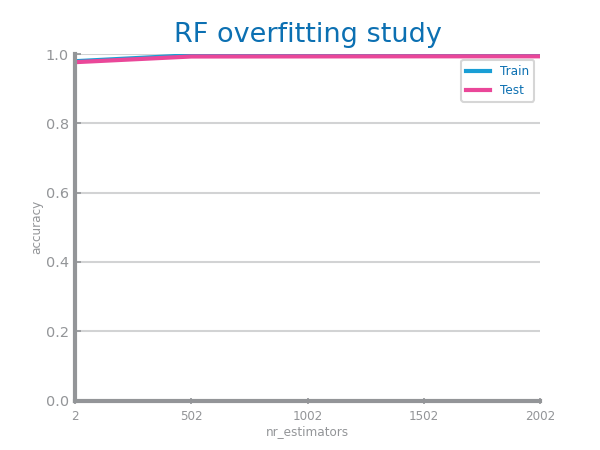 RF overfitting study
1.0
0.8
0.6
0.4
0.2
0.0
accuracy
Train
Test
2 502 1002 1502 2002
nr_estimators